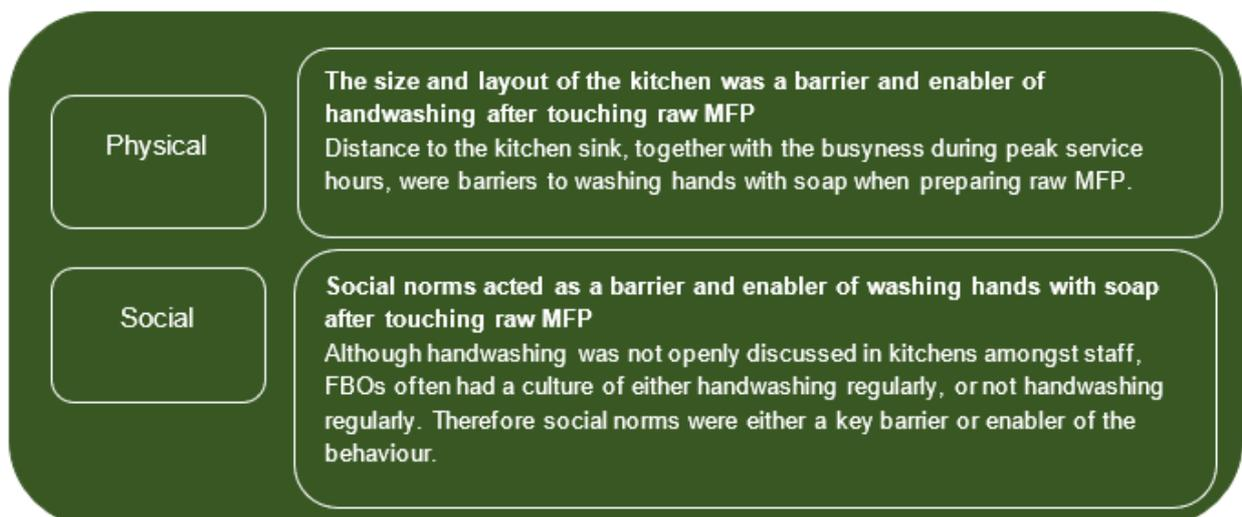 Physical
The size and layout of the kitchen was a barrier and enabler of
handwashing after touching raw MFP
Distance to the kitchen sink, together with the busyness during peak service
hours, were barriers to washing hands with soap when preparing raw MFP.
Social
Social norms acted as a barrier and enabler of washing hands with soap
after touching raw MFP
Although handwashing was not openly discussed in kitchens amongst staff,
FBOs often had a culture of either handwashing regularly, or not handwashing
regularly. Therefore social norms were either a key barrier or enabler of the
behaviour.